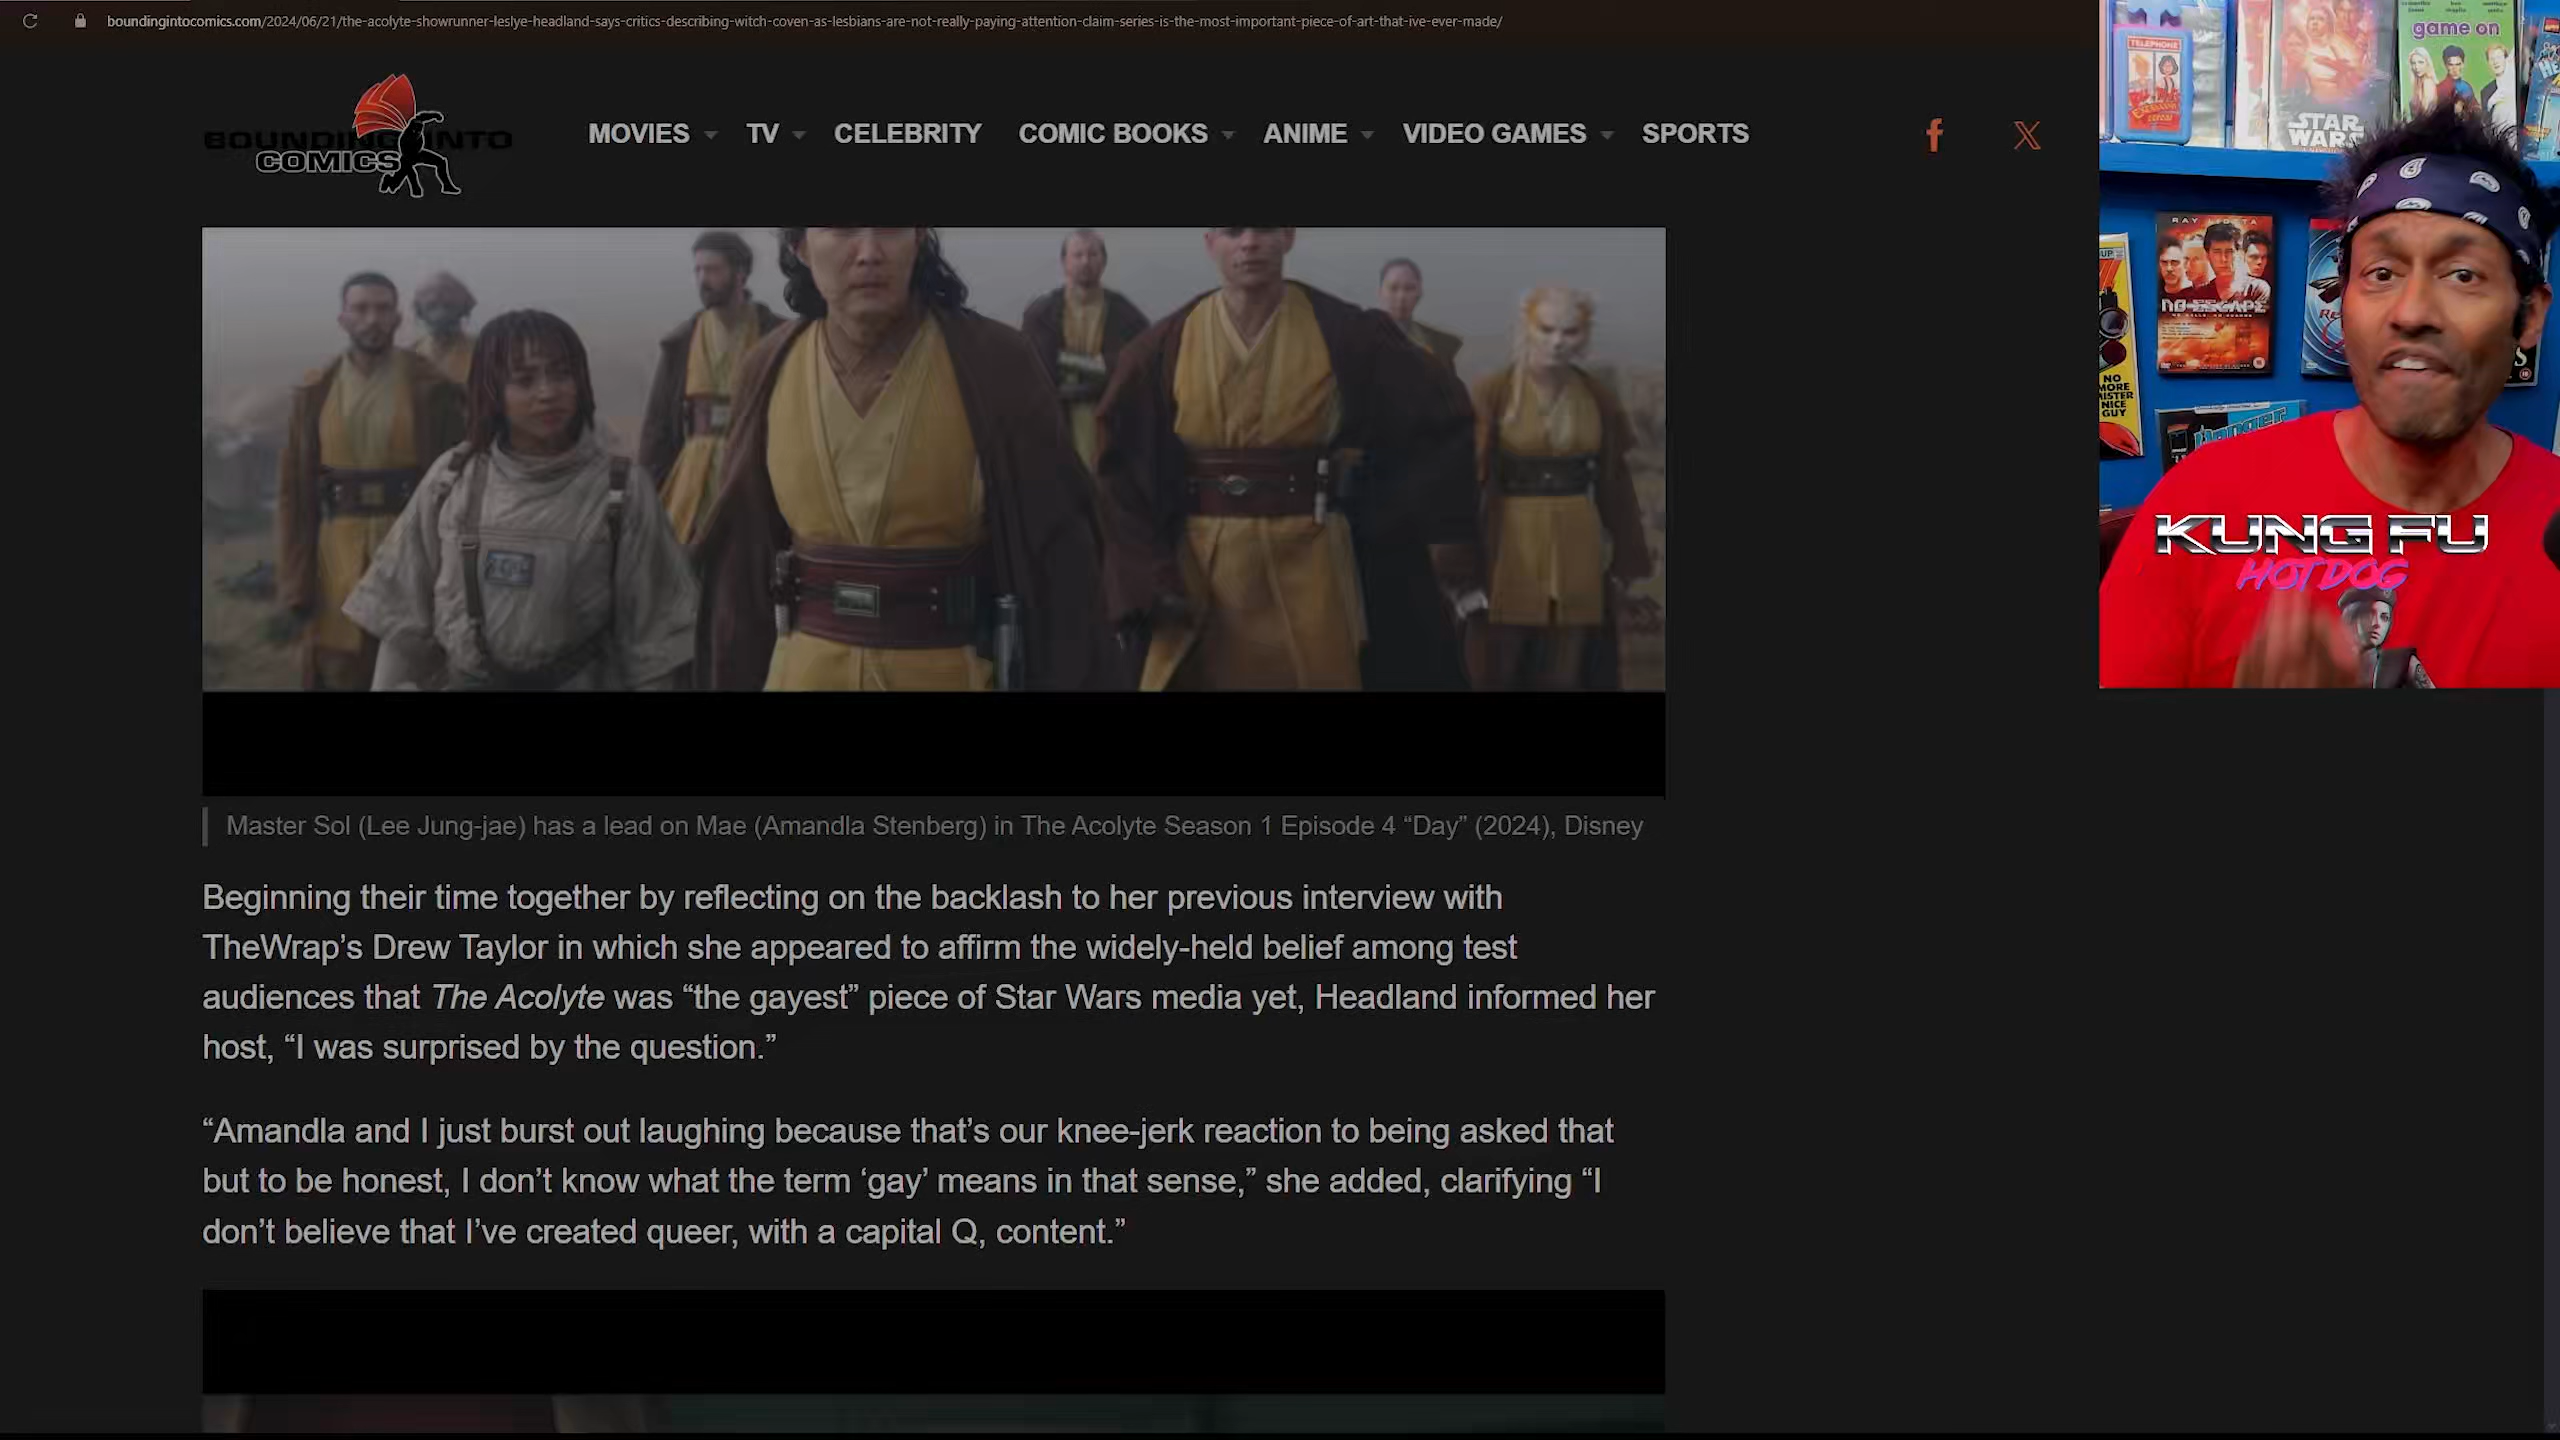 boundingintocomics.com/2024/06/21/the-acolyte-showrunner-leslye-headland-says-critics-describing-witch-coven-as-lesbians-are-not-really-paying-attention-claim-series-is-the-most-important-piece-of-art-that-ive-ever-made/
BOUNDING INTO
COMICS
MOVIES TV CELEBRITY COMIC BOOKS ANIME VIDEO GAMES SPORTS
TELEPHONE
game on
STAR
WARS
RAY LIOTTA
NO ESCAPE
NO
MORE
MISTER
NICE
GUY
KUNG FU
HOTDOG
Master Sol (Lee Jung-jae) has a lead on Mae (Amandla Stenberg) in The Acolyte Season 1 Episode 4 “Day” (2024), Disney
Beginning their time together by reflecting on the backlash to her previous interview with
TheWrap’s Drew Taylor in which she appeared to affirm the widely-held belief among test
audiences that The Acolyte was “the gayest” piece of Star Wars media yet, Headland informed her
host, “I was surprised by the question.”
“Amandla and I just burst out laughing because that’s our knee-jerk reaction to being asked that
but to be honest, I don’t know what the term ‘gay’ means in that sense,” she added, clarifying “I
don’t believe that I’ve created queer, with a capital Q, content.”